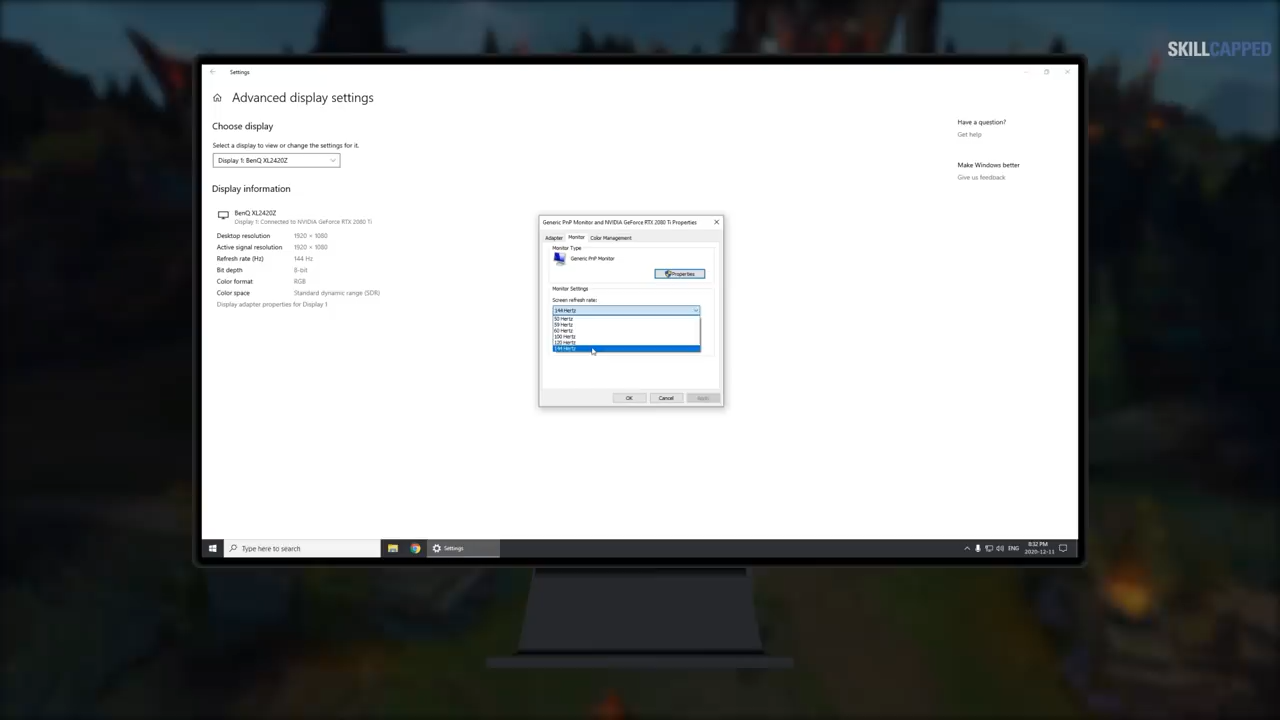 SKILLCAPPED
Settings
Advanced display settings
Choose display
Select a display to view or change the settings for it.
Display 1: BenQ XL2420Z
Display information
BenQ XL2420Z
Display 1: Connected to NVIDIA GeForce RTX 2080 Ti
Desktop resolution 1920 × 1080
Active signal resolution 1920 × 1080
Refresh rate (Hz) 144 Hz
Bit depth 8-bit
Color format RGB
Color space Standard dynamic range (SDR)
Display adapter properties for Display 1
Have a question?
Get help
Make Windows better
Give us feedback
Generic PnP Monitor and NVIDIA GeForce RTX 2080 Ti Properties
Adapter Monitor Color Management
Monitor Type
Generic PnP Monitor
Properties
Monitor Settings
Screen refresh rate:
144 Hertz
50 Hertz
59 Hertz
60 Hertz
100 Hertz
120 Hertz
144 Hertz
OK Cancel Apply
Type here to search
Settings
ENG
8:32 PM
2020-12-11